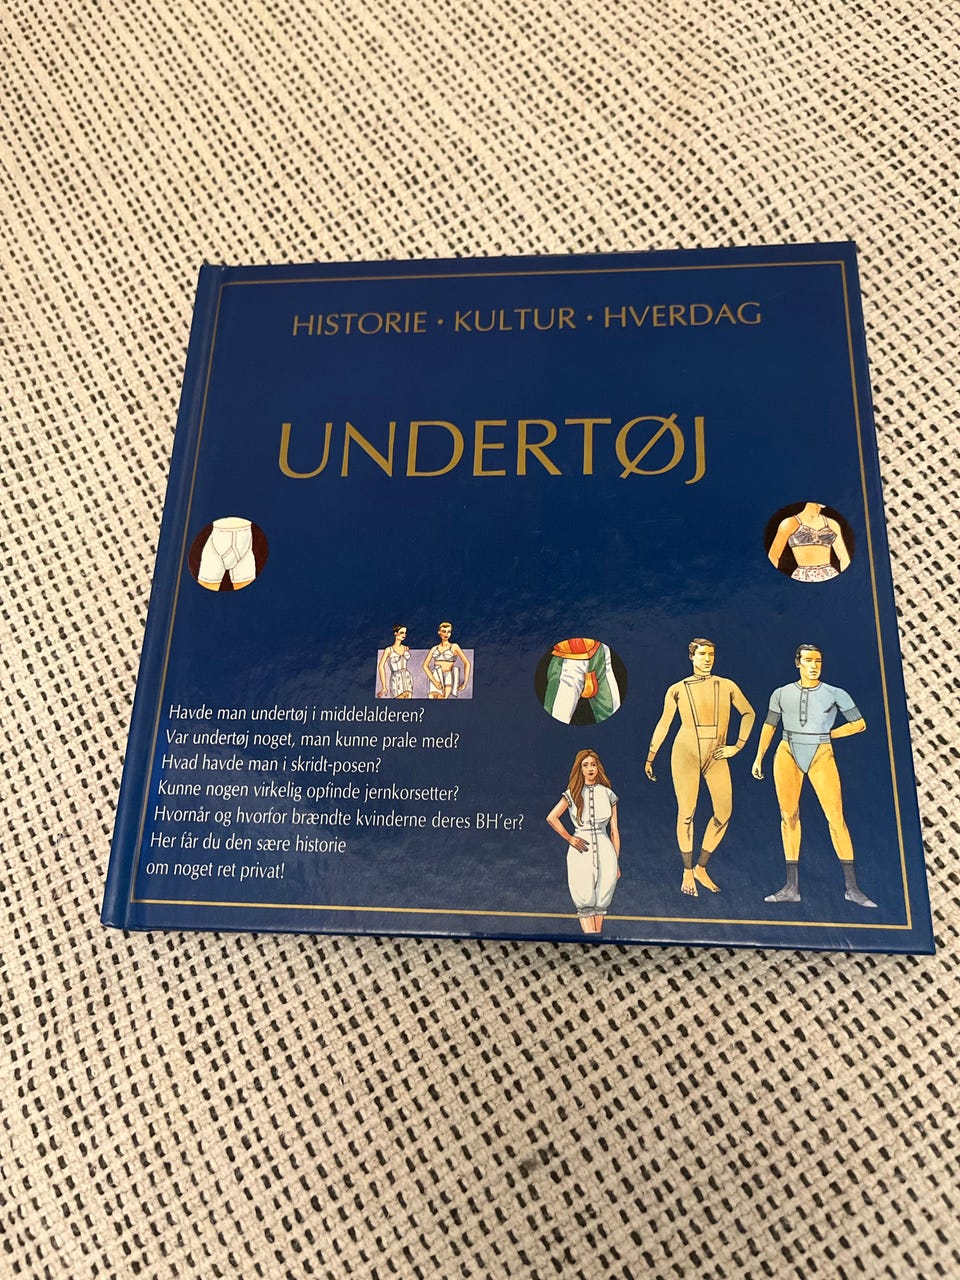 HISTORIE • KULTUR • HVERDAG
UNDERTØJ
Havde man undertøj i middelalderen?
Var undertøj noget, man kunne prale med?
Hvad havde man i skridt-posen?
Kunne nogen virkelig opfinde jernkorsetter?
Hvornår og hvorfor brændte kvinderne deres BH'er?
Her får du den sære historie
om noget ret privat!